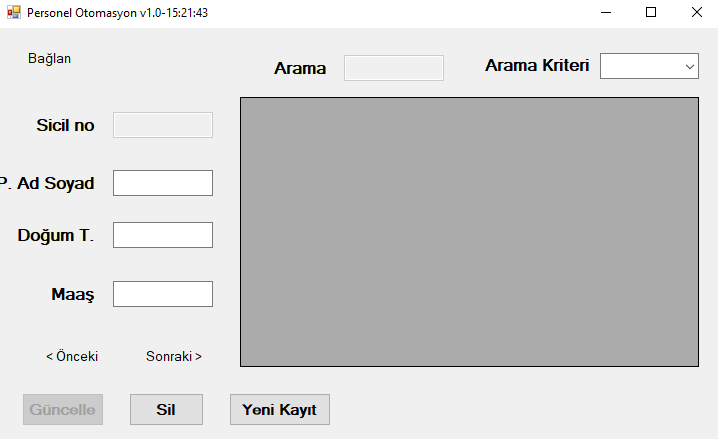 Personel Otomasyon v1.0-15:21:43
Bağlan
Arama
Arama Kriteri
Sicil no
P. Ad Soyad
Doğum T.
Maaş
< Önceki
Sonraki >
Güncelle
Sil
Yeni Kayıt